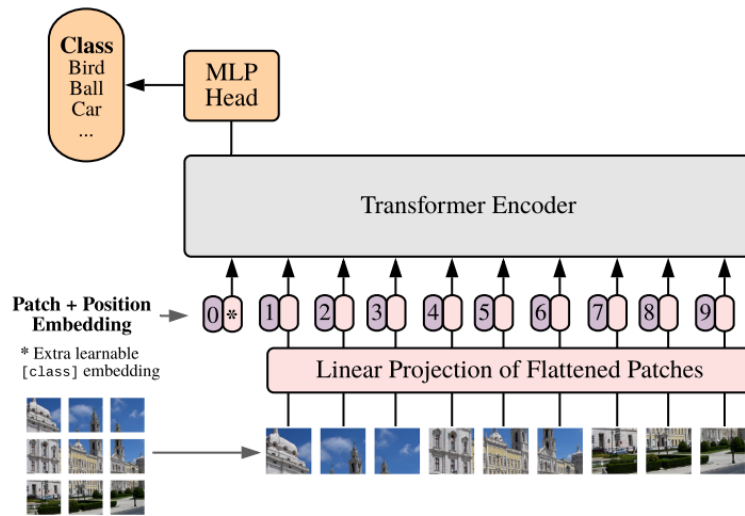 Class
Bird
Ball
Car
...
MLP
Head
Transformer Encoder
Patch + Position
Embedding
0 * 1 2 3 4 5 6 7 8 9
* Extra learnable
[class] embedding
Linear Projection of Flattened Patches